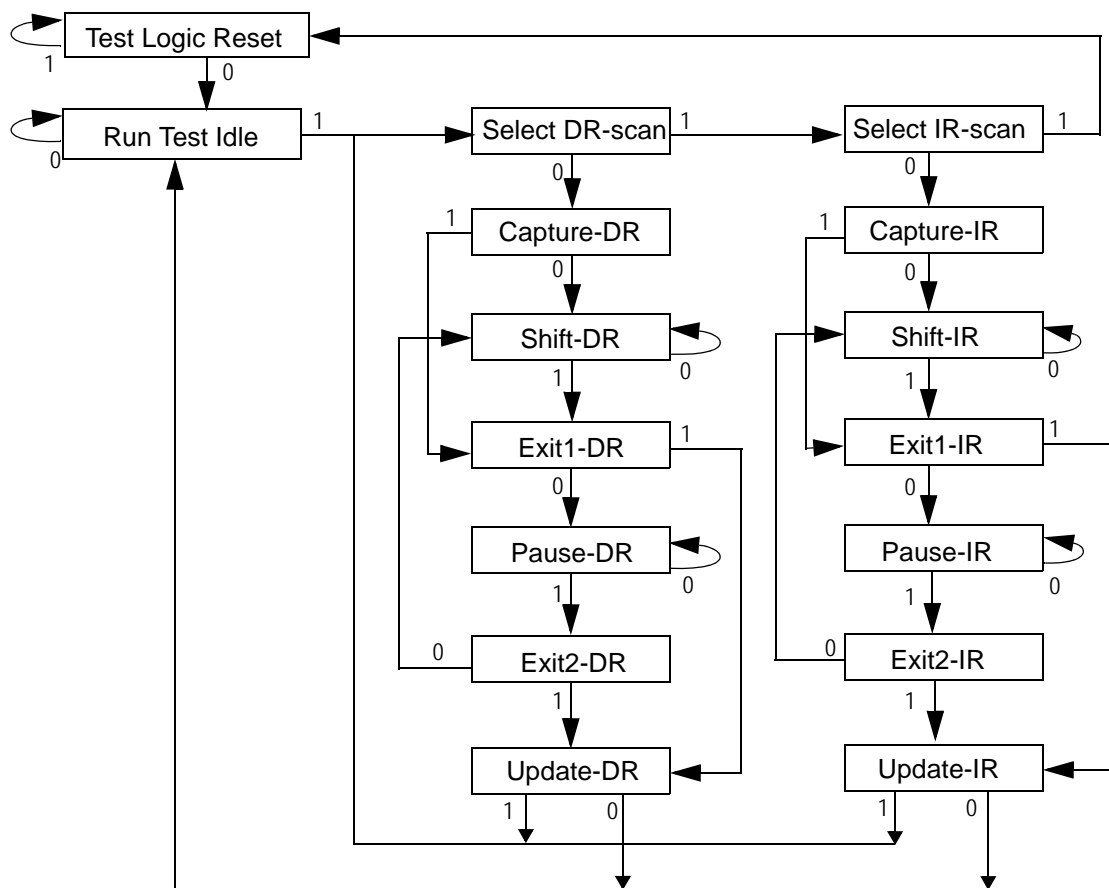 Test Logic Reset
1
0
Run Test Idle
0
1
Select DR-scan
1
Select IR-scan
1
0
0
1
Capture-DR
0
1
Capture-IR
0
Shift-DR
0
1
Shift-IR
0
1
Exit1-DR
1
0
Exit1-IR
1
0
Pause-DR
0
1
Pause-IR
0
1
0
Exit2-DR
1
0
Exit2-IR
1
Update-DR
1
0
Update-IR
1
0